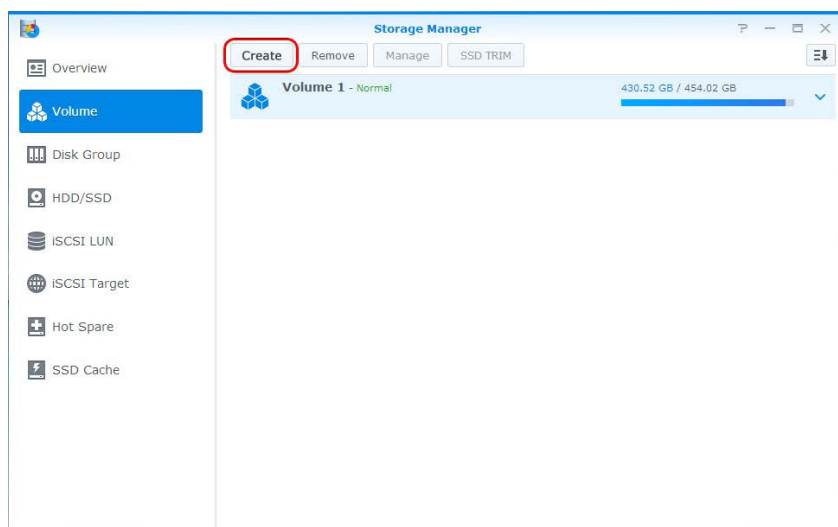 Storage Manager
Create Remove Manage SSD TRIM
Overview
Volume
Disk Group
HDD/SSD
iSCSI LUN
iSCSI Target
Hot Spare
SSD Cache
Volume 1 - Normal
430.52 GB / 454.02 GB